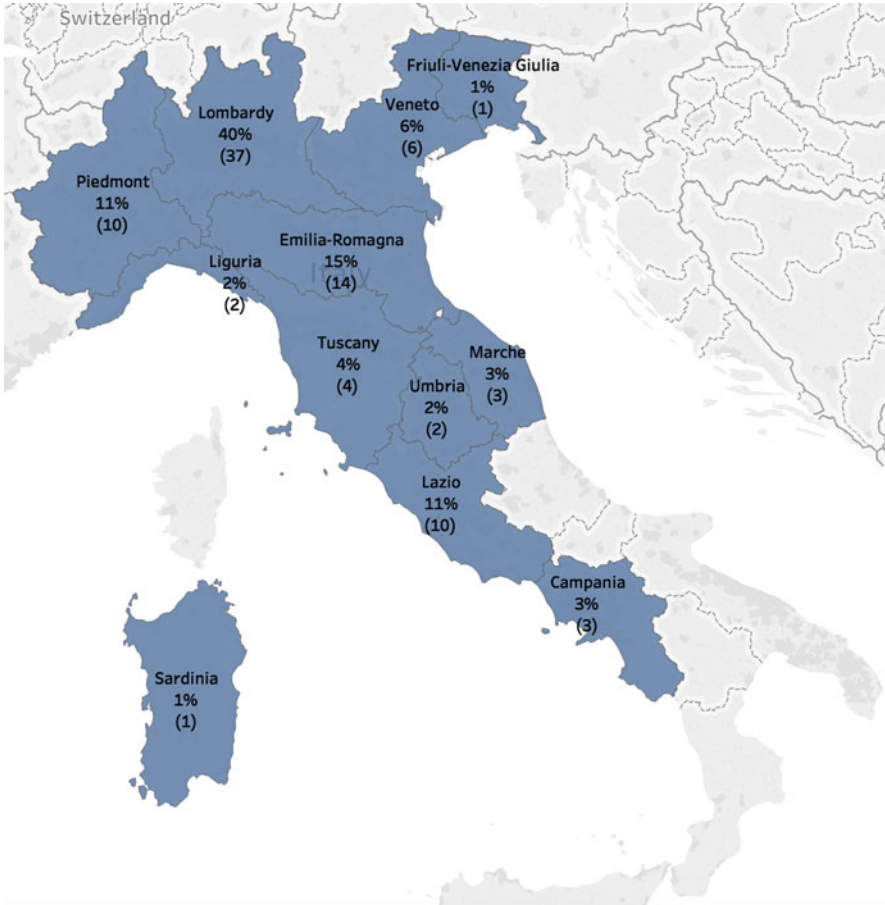 Switzerland
Friuli-Venezia Giulia
1%
(1)
Lombardy
40%
(37)
Veneto
6%
(6)
Piedmont
11%
(10)
Emilia-Romagna
15%
(14)
Italy
Liguria
2%
(2)
Tuscany
4%
(4)
Marche
3%
(3)
Umbria
2%
(2)
Lazio
11%
(10)
Campania
3%
(3)
Sardinia
1%
(1)